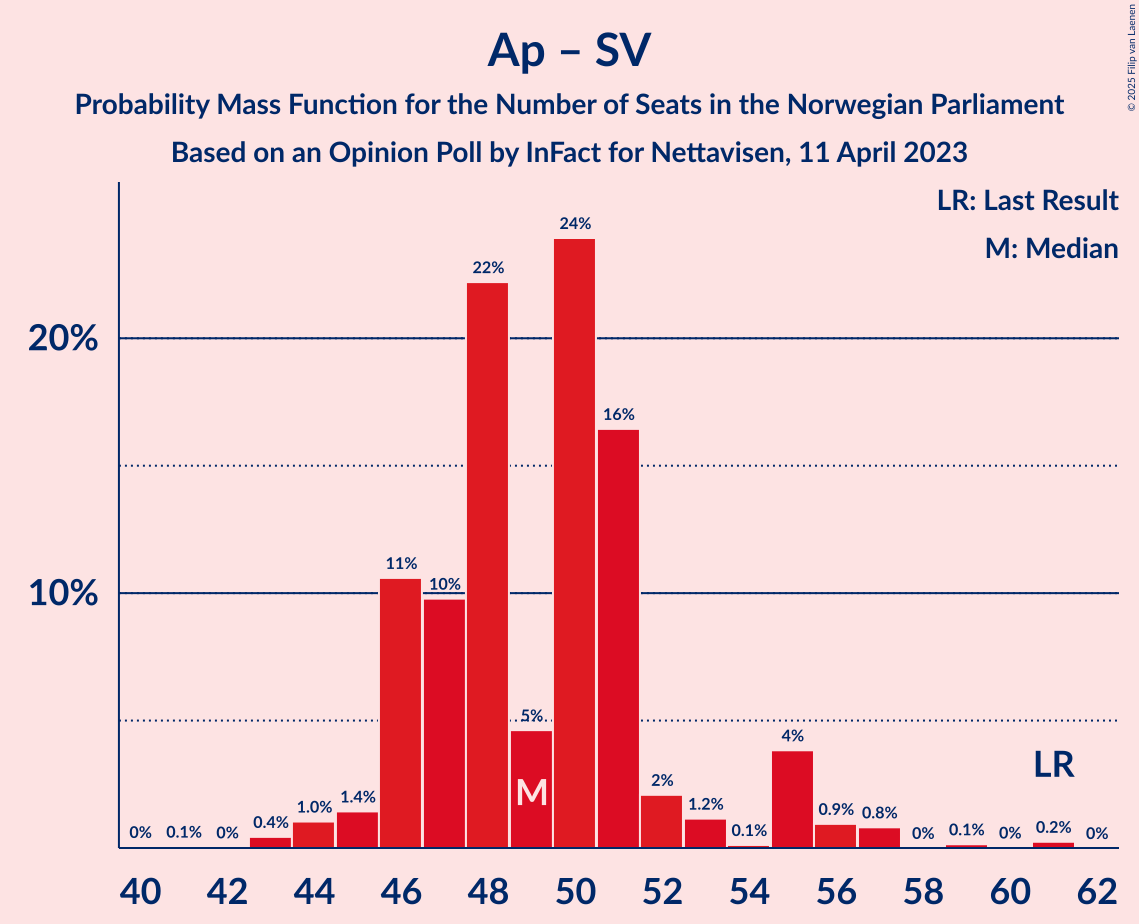 Ap – SV
Probability Mass Function for the Number of Seats in the Norwegian Parliament
Based on an Opinion Poll by InFact for Nettavisen, 11 April 2023
© 2025 Filip van Laenen
LR: Last Result
M: Median
20%
10%
0%
0.1%
0%
0.4%
1.0%
1.4%
11%
10%
22%
5%
24%
16%
2%
1.2%
0.1%
4%
0.9%
0.8%
0%
0.1%
0%
0.2%
0%
M
LR
40 42 44 46 48 50 52 54 56 58 60 62